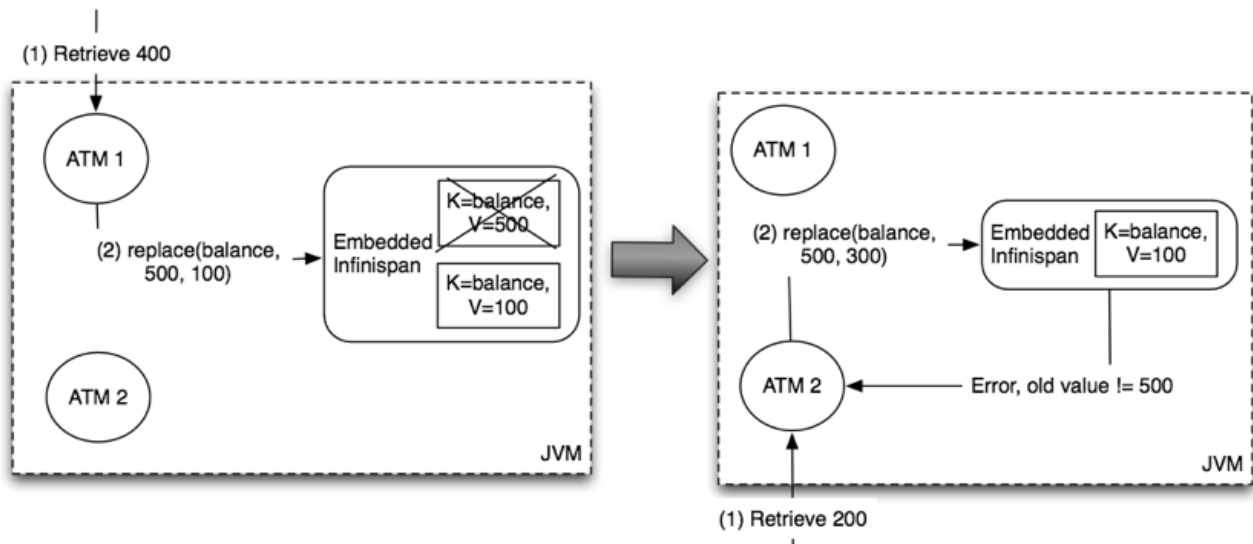 (1) Retrieve 400
ATM 1
(2) replace(balance,
500, 100)
Embedded
Infinispan
K=balance,
V=500
K=balance,
V=100
ATM 2
JVM
ATM 1
(2) replace(balance,
500, 300)
Embedded
Infinispan
K=balance,
V=100
ATM 2
Error, old value != 500
JVM
(1) Retrieve 200